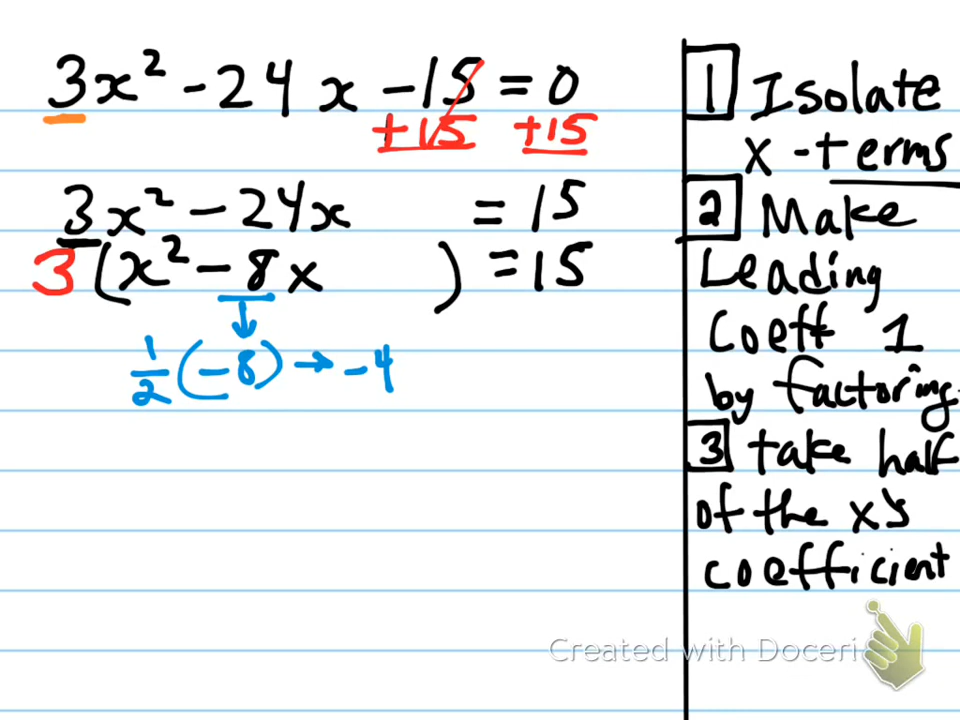 3x² - 24x - 15 = 0
+15 +15
3x² - 24x = 15
3(x² - 8x ) = 15
1/2 (-8) → -4
1 Isolate
x-terms
2 Make
Leading
Coeff 1
by factoring
3 take half
of the x's
coefficient
Created with Doceri